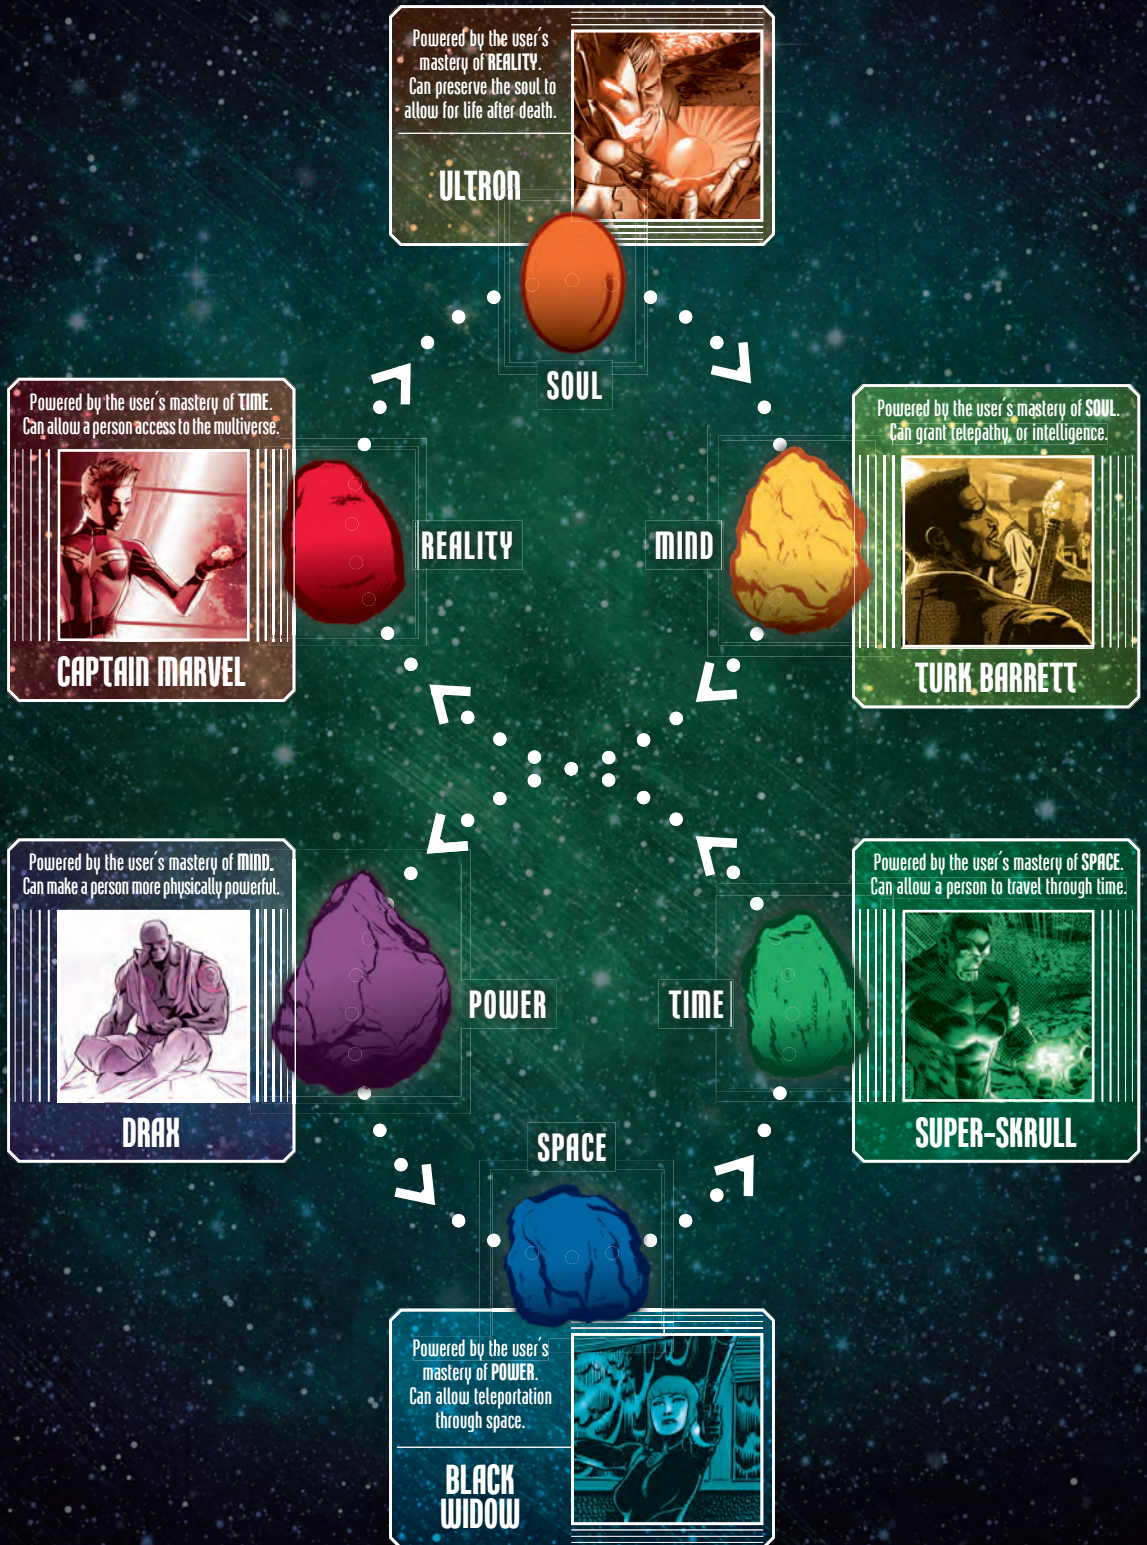 Powered by the user's
mastery of REALITY.
Can preserve the soul to
allow for life after death.
ULTRON
SOUL
Powered by the user's mastery of TIME.
Can allow a person access to the multiverse.
CAPTAIN MARVEL
REALITY
MIND
Powered by the user's mastery of SOUL.
Can grant telepathy, or intelligence.
TURK BARRETT
Powered by the user's mastery of MIND.
Can make a person more physically powerful.
DRAX
POWER
TIME
Powered by the user's mastery of SPACE.
Can allow a person to travel through time.
SUPER-SKRULL
SPACE
Powered by the user's
mastery of POWER.
Can allow teleportation
through space.
BLACK
WIDOW